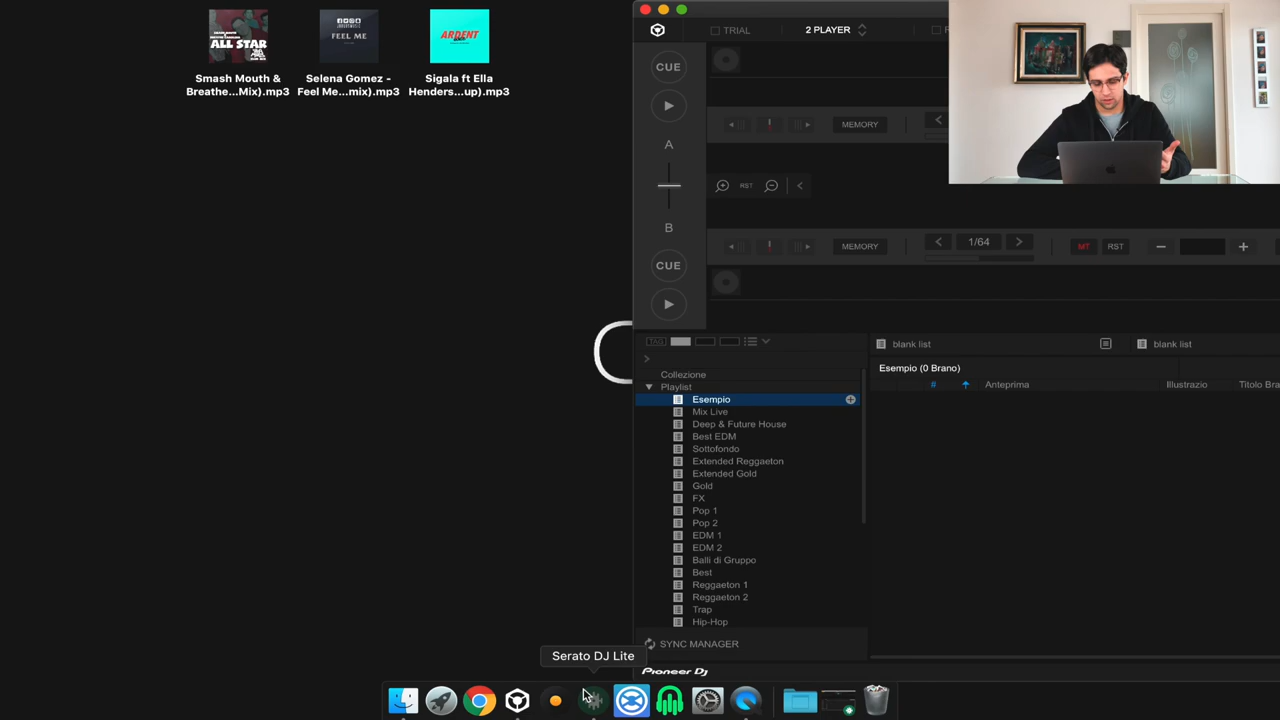 SMASH MOUTH &
ALL STAR
FEEL ME
ARDENT
Smash Mouth &
Breathe...Mix).mp3
Selena Gomez -
Feel Me...mix).mp3
Sigala ft Ella
Henders...up).mp3
TRIAL
2 PLAYER
CUE
MEMORY
A
RST
B
MEMORY
1/64
MT
RST
CUE
TAG
blank list
blank list
Collezione
Esempio (0 Brano)
Playlist
#
Anteprima
Illustrazio
Titolo Bra
Esempio
Mix Live
Deep & Future House
Best EDM
Sottofondo
Extended Reggaeton
Extended Gold
Gold
FX
Pop 1
Pop 2
EDM 1
EDM 2
Balli di Gruppo
Best
Reggaeton 1
Reggaeton 2
Trap
Hip-Hop
SYNC MANAGER
Serato DJ Lite
Pioneer Dj